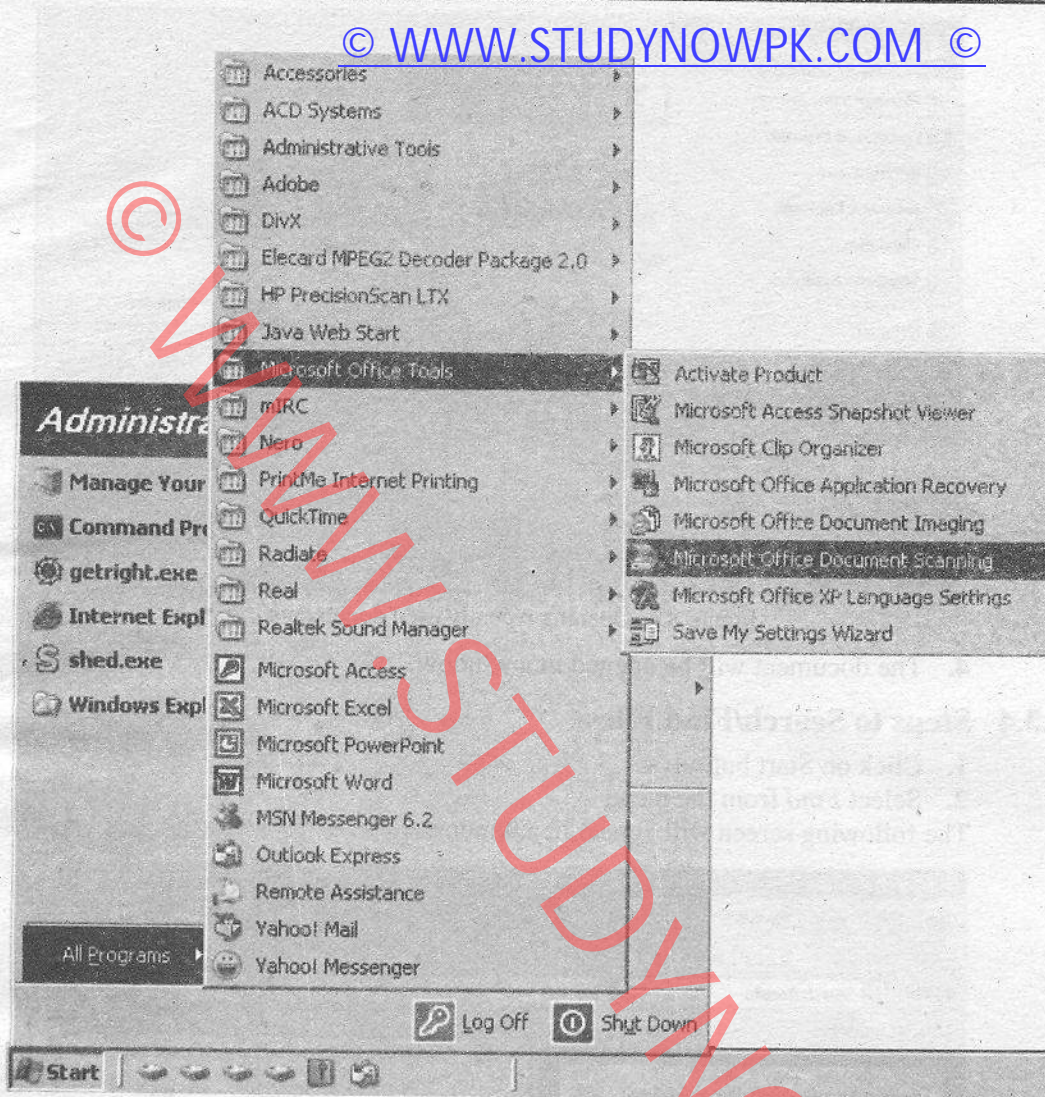 © WWW.STUDYNOWPK.COM ©
Accessories
ACD Systems
Administrative Tools
Adobe
DivX
Elecard MPEG2 Decoder Package 2.0
HP PrecisionScan LTX
Java Web Start
Microsoft Office Tools
mIRC
Nero
PrintMe Internet Printing
QuickTime
Radiate
Real
Realtek Sound Manager
Microsoft Access
Microsoft Excel
Microsoft PowerPoint
Microsoft Word
MSN Messenger 6.2
Outlook Express
Remote Assistance
Yahoo! Mail
Yahoo! Messenger
Activate Product
Microsoft Access Snapshot Viewer
Microsoft Clip Organizer
Microsoft Office Application Recovery
Microsoft Office Document Imaging
Microsoft Office Document Scanning
Microsoft Office XP Language Settings
Save My Settings Wizard
Administra
Manage Your
Command Pro
getright.exe
Internet Expl
shed.exe
Windows Expl
All Programs
Log Off
Shut Down
Start
© WWW.STUDYNO